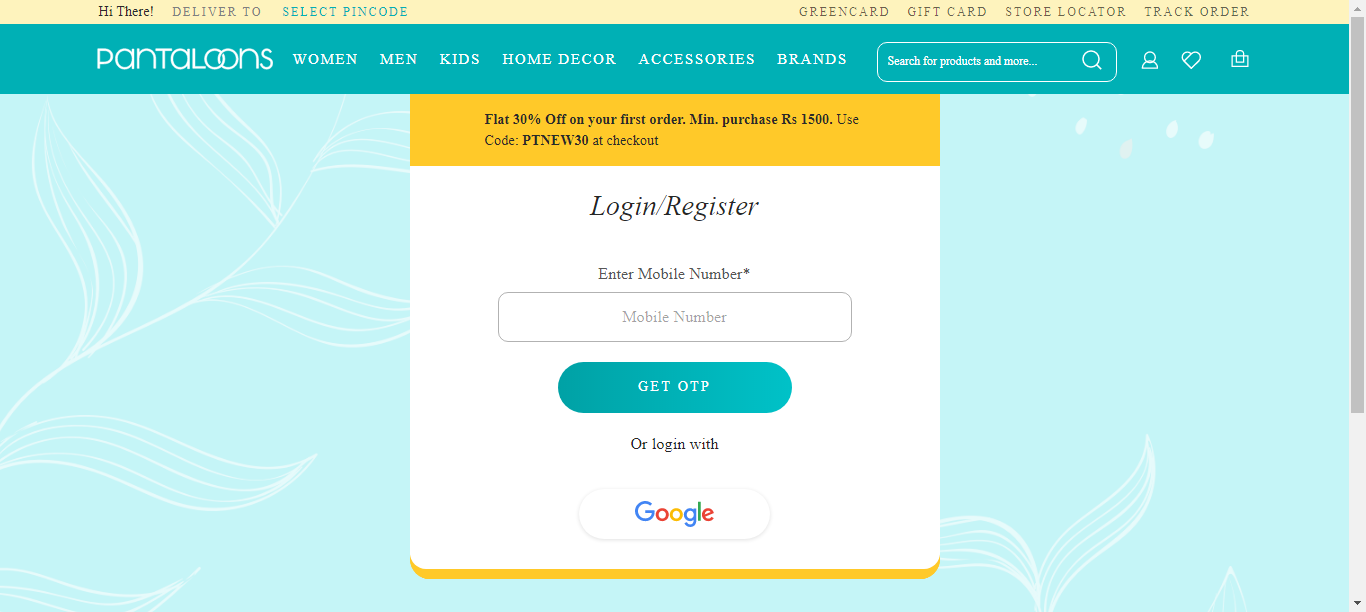 Hi There! DELIVER TO SELECT PINCODE GREENCARD GIFT CARD STORE LOCATOR TRACK ORDER
PANTALOONS WOMEN MEN KIDS HOME DECOR ACCESSORIES BRANDS Search for products and more...
Flat 30% Off on your first order. Min. purchase Rs 1500. Use
Code: PTNEW30 at checkout
Login/Register
Enter Mobile Number*
Mobile Number
GET OTP
Or login with
Google